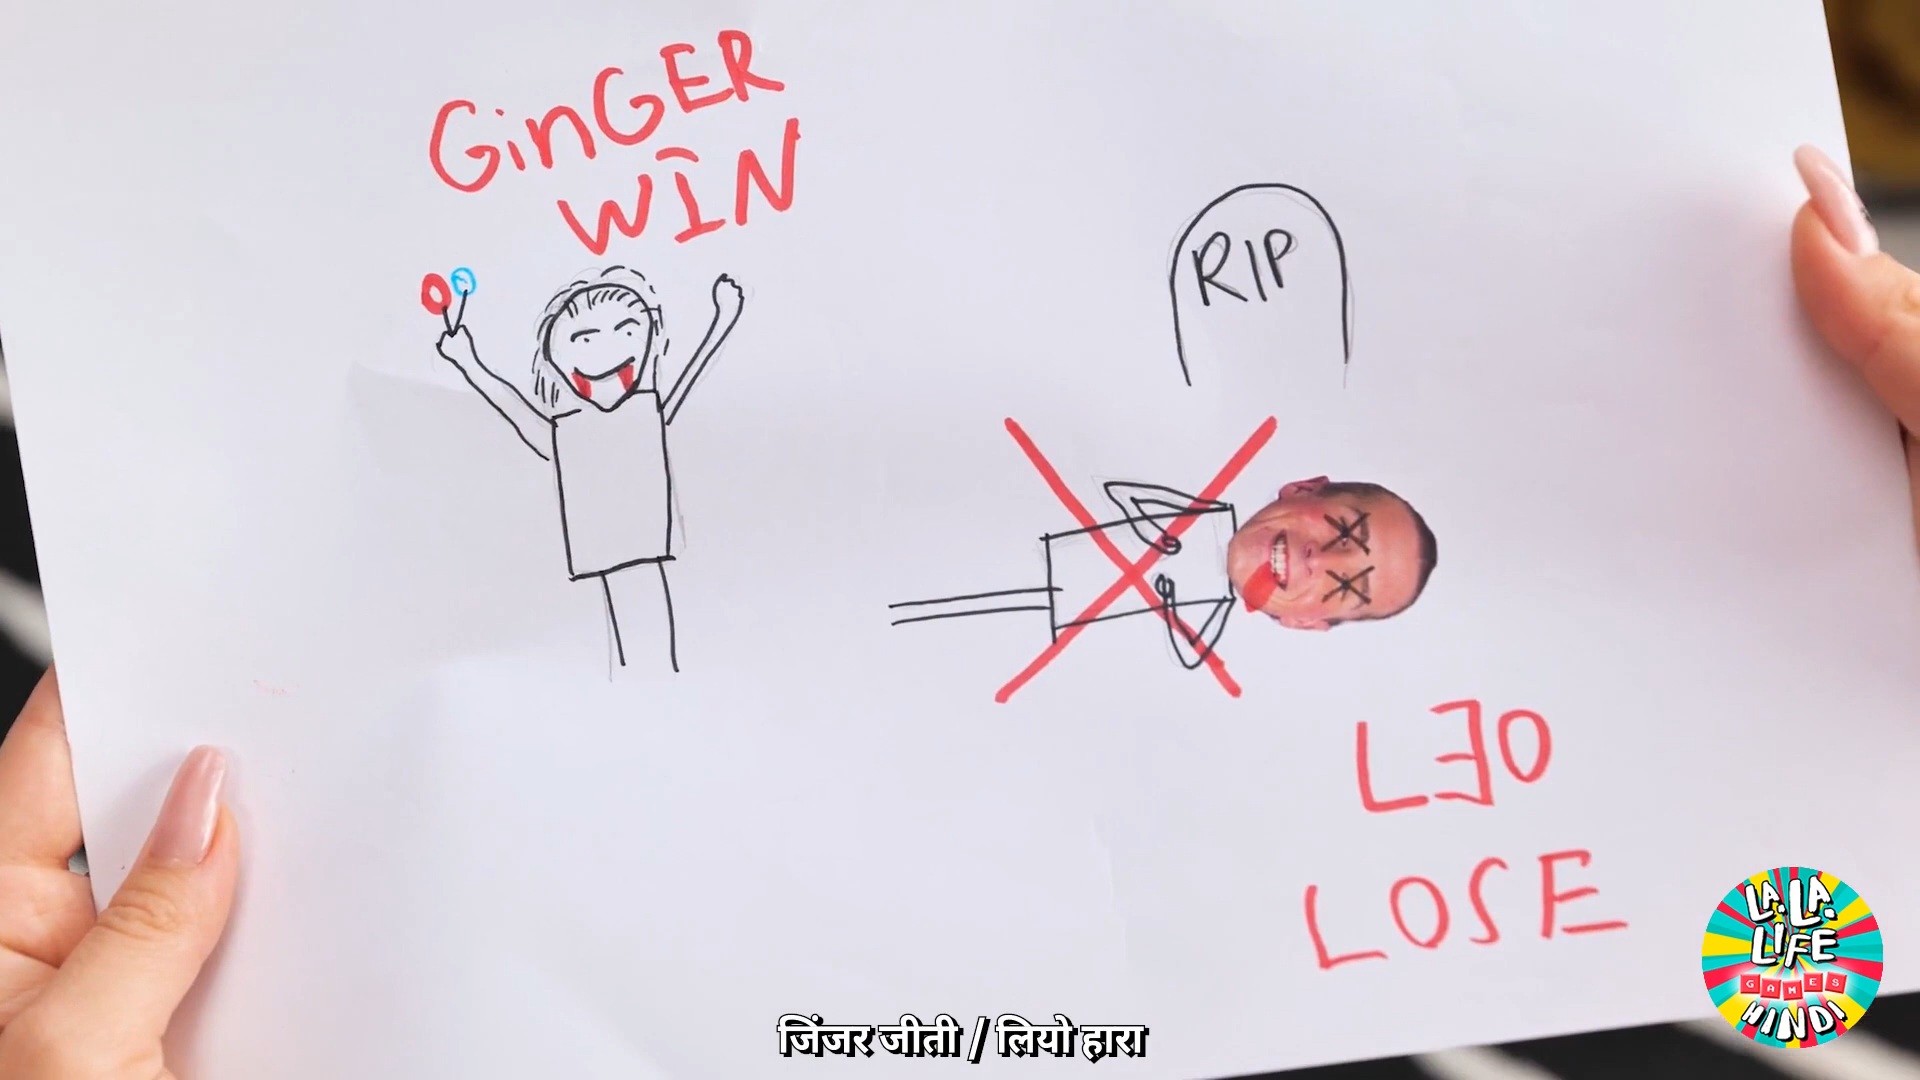 GinGER
WIN
RIP
LƎO
LOSE
LA.LA.
LIFE
GAMES
HINDI
जिंजर जीती / लियो हारा